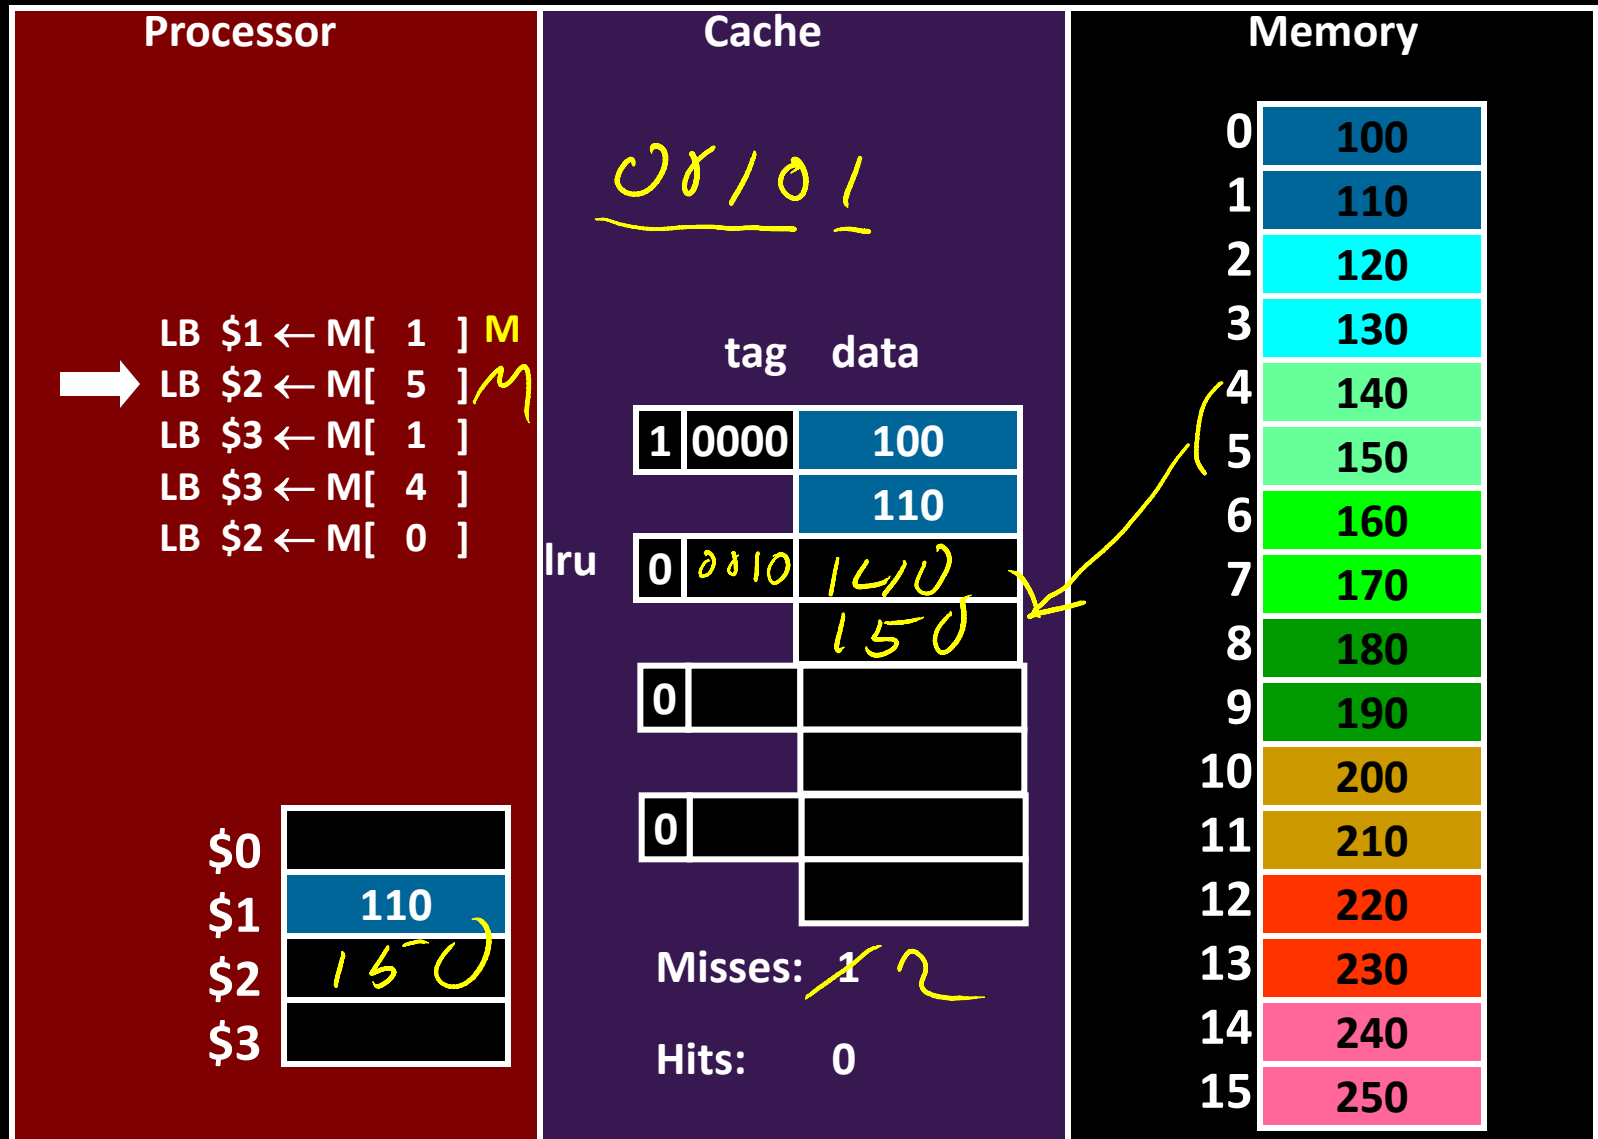 Processor
LB $1 ← M[ 1 ] M
LB $2 ← M[ 5 ] M
LB $3 ← M[ 1 ]
LB $3 ← M[ 4 ]
LB $2 ← M[ 0 ]
$0
$1 110
$2 150
$3
Cache
00101
tag data
1 0000 100
110
lru 0 0010 140
150
0
0
Misses: 1 2
Hits: 0
Memory
0 100
1 110
2 120
3 130
4 140
5 150
6 160
7 170
8 180
9 190
10 200
11 210
12 220
13 230
14 240
15 250